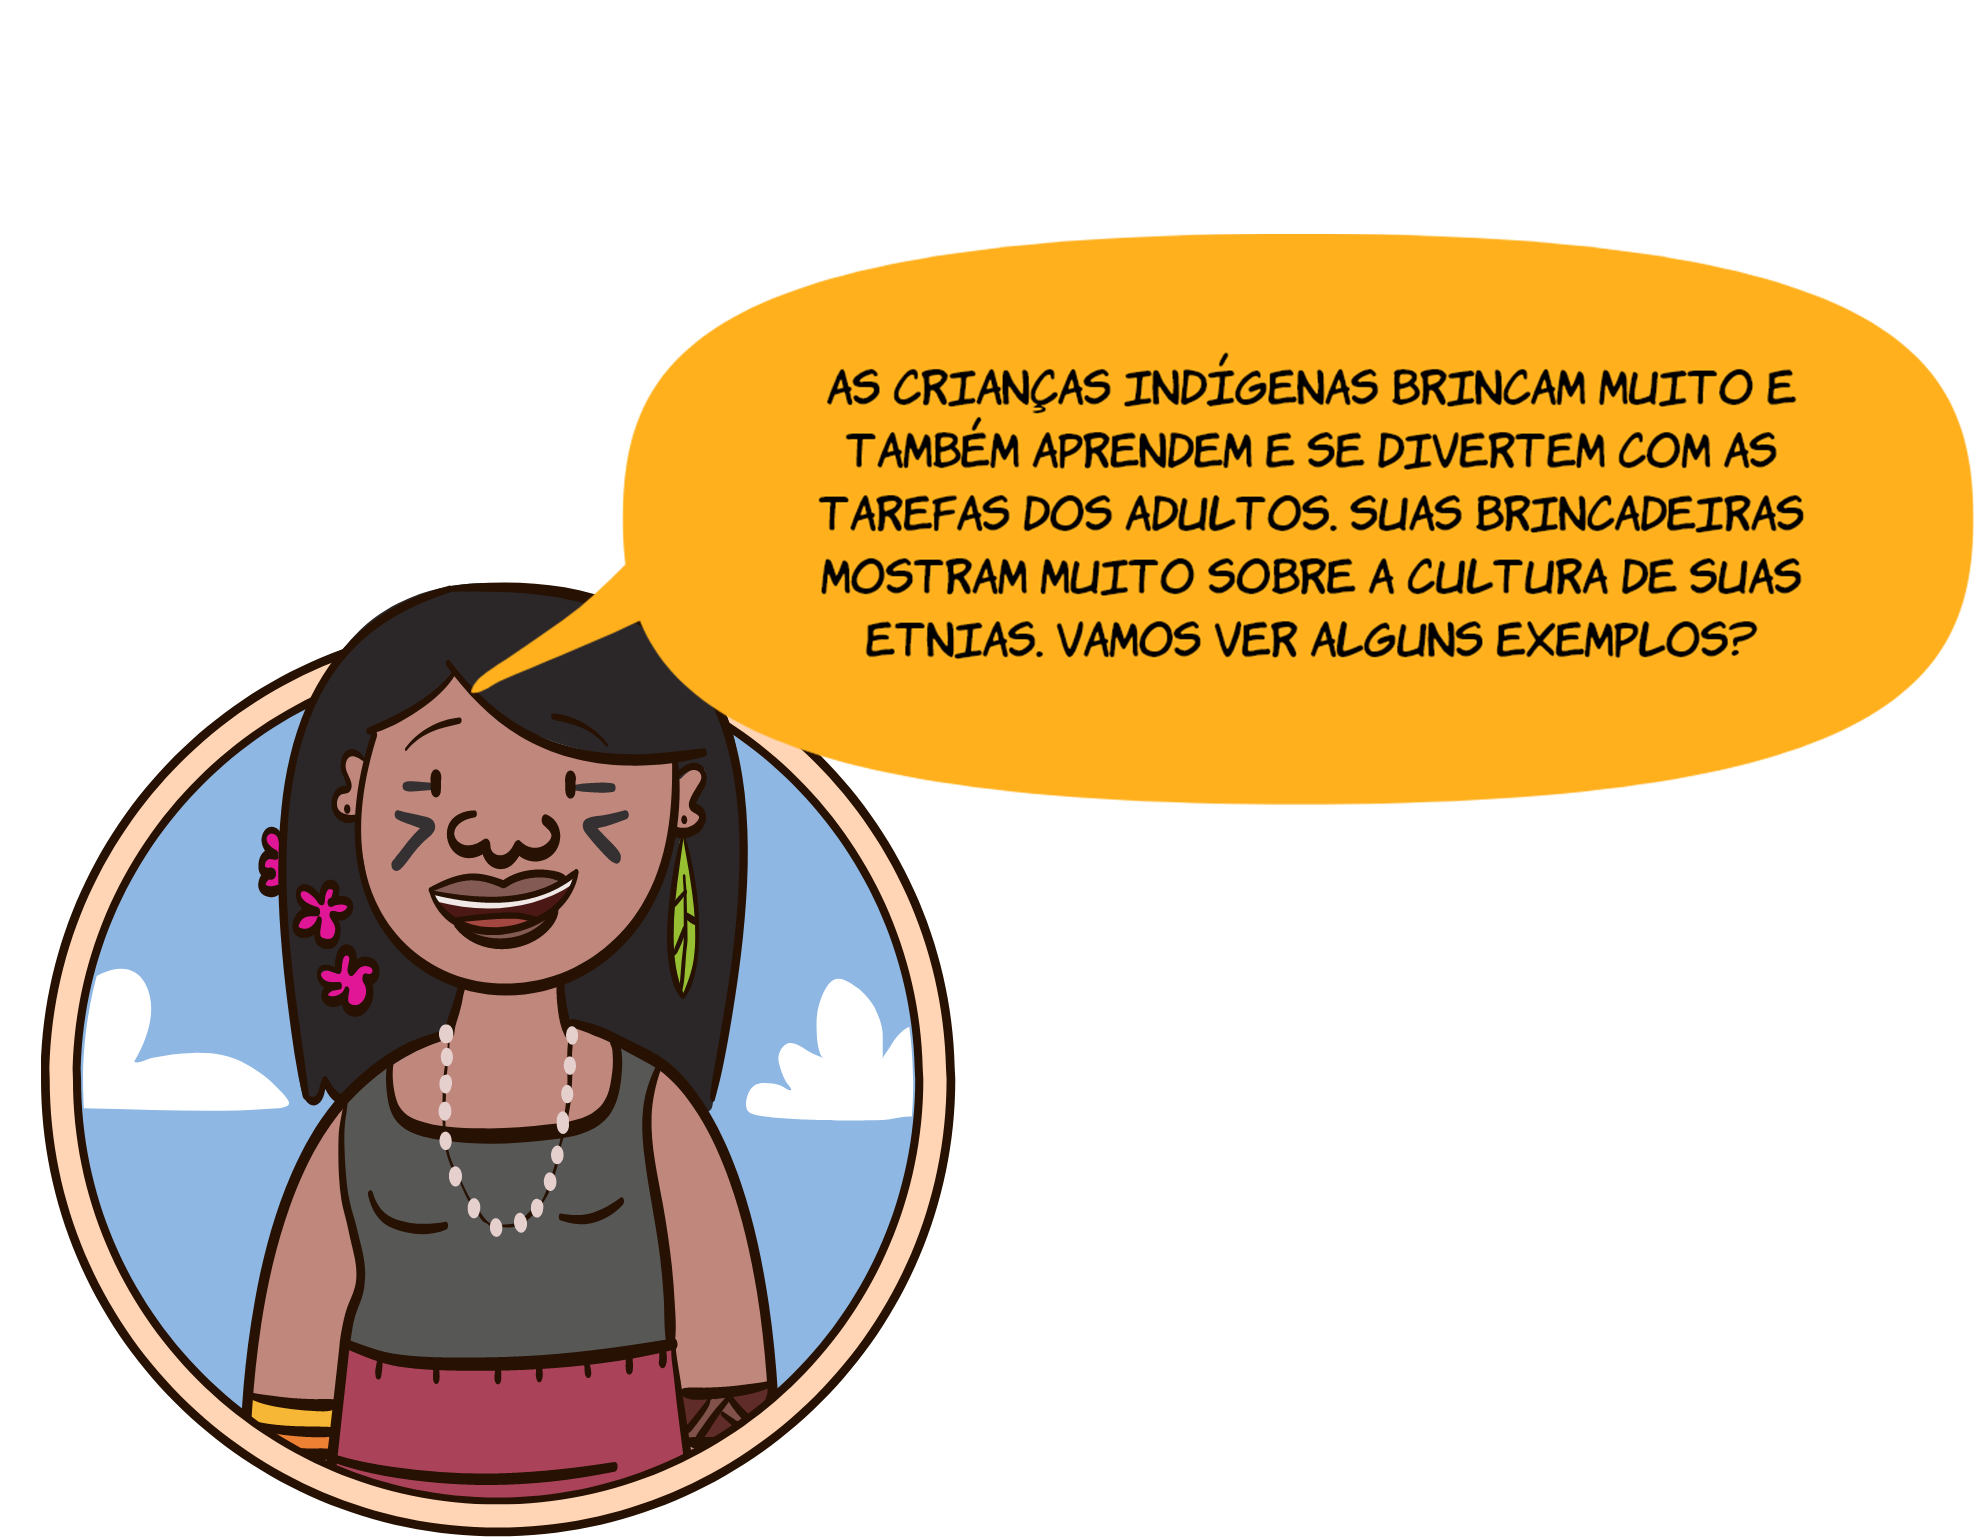 AS CRIANÇAS INDÍGENAS BRINCAM MUITO E
TAMBÉM APRENDEM E SE DIVERTEM COM AS
TAREFAS DOS ADULTOS. SUAS BRINCADEIRAS
MOSTRAM MUITO SOBRE A CULTURA DE SUAS
ETNIAS. VAMOS VER ALGUNS EXEMPLOS?